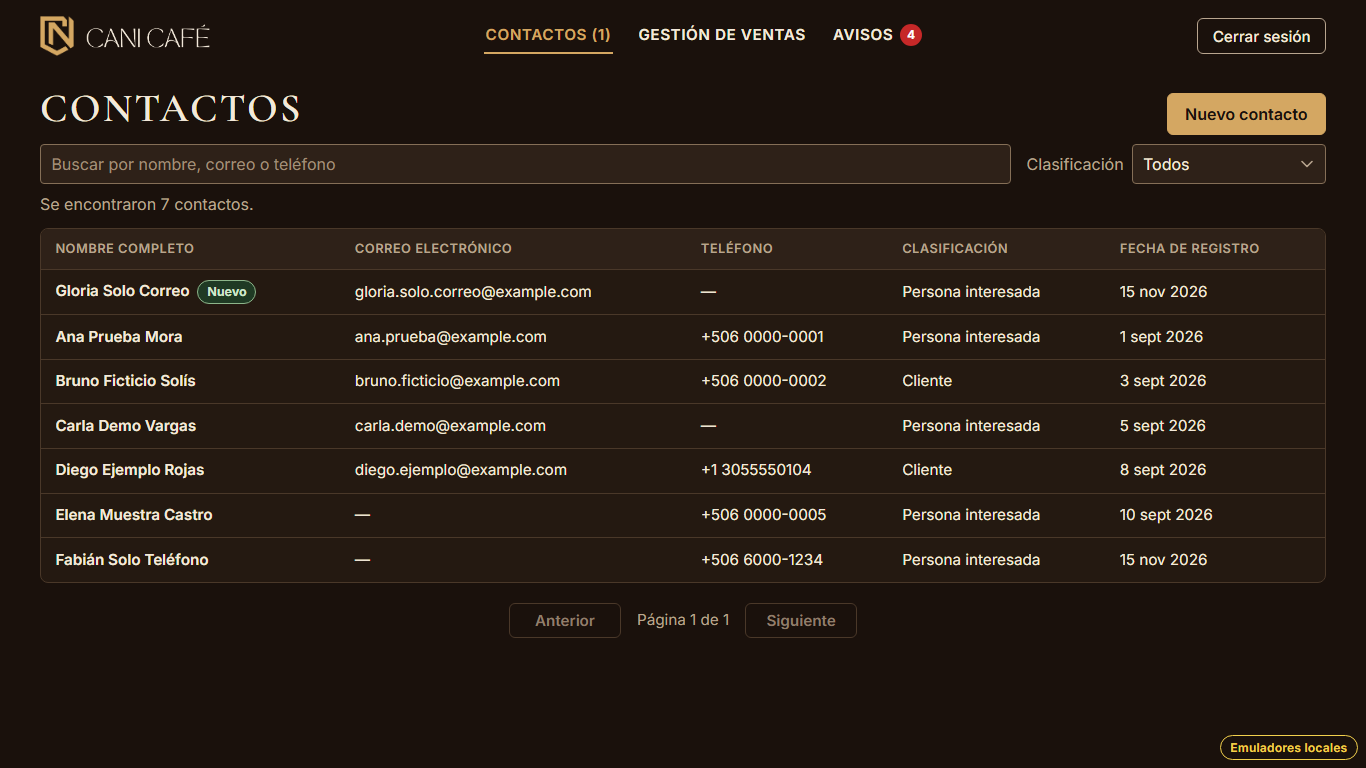 CANI CAFÉ
CONTACTOS (1) GESTIÓN DE VENTAS AVISOS 4
Cerrar sesión
CONTACTOS
Nuevo contacto
Buscar por nombre, correo o teléfono Clasificación Todos
Se encontraron 7 contactos.
NOMBRE COMPLETO CORREO ELECTRÓNICO TELÉFONO CLASIFICACIÓN FECHA DE REGISTRO
Gloria Solo Correo Nuevo gloria.solo.correo@example.com — Persona interesada 15 nov 2026
Ana Prueba Mora ana.prueba@example.com +506 0000-0001 Persona interesada 1 sept 2026
Bruno Ficticio Solís bruno.ficticio@example.com +506 0000-0002 Cliente 3 sept 2026
Carla Demo Vargas carla.demo@example.com — Persona interesada 5 sept 2026
Diego Ejemplo Rojas diego.ejemplo@example.com +1 3055550104 Cliente 8 sept 2026
Elena Muestra Castro — +506 0000-0005 Persona interesada 10 sept 2026
Fabián Solo Teléfono — +506 6000-1234 Persona interesada 15 nov 2026
Anterior Página 1 de 1 Siguiente
Emuladores locales